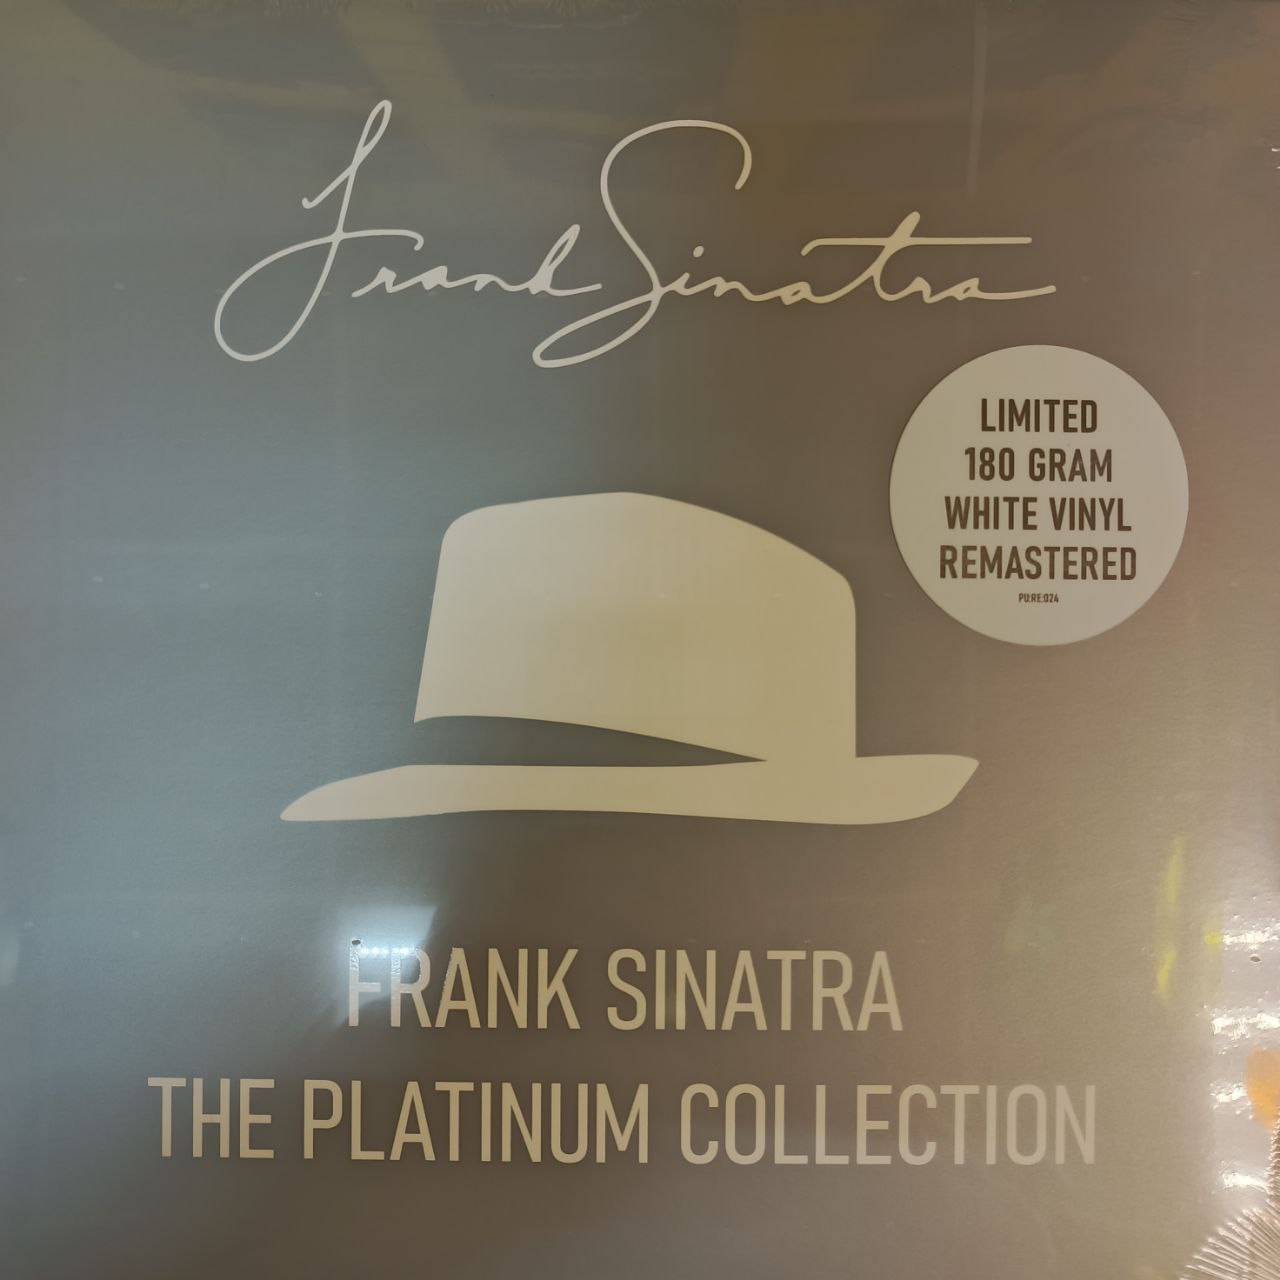 Frank Sinatra
LIMITED
180 GRAM
WHITE VINYL
REMASTERED
PU:RE:024
FRANK SINATRA
THE PLATINUM COLLECTION